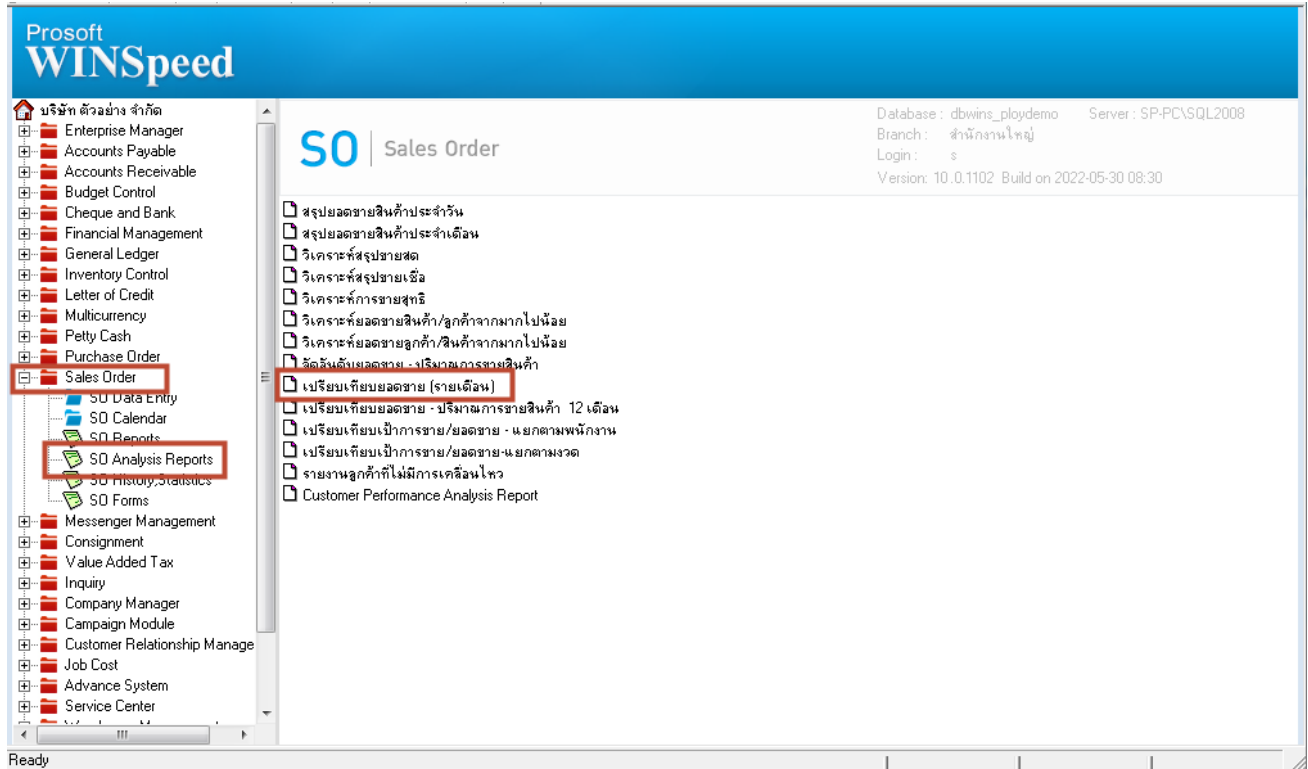 Prosoft
WINSpeed
บริษัท ตัวอย่าง จำกัด
Enterprise Manager
Accounts Payable
Accounts Receivable
Budget Control
Cheque and Bank
Financial Management
General Ledger
Inventory Control
Letter of Credit
Multicurrency
Petty Cash
Purchase Order
Sales Order
SO Data Entry
SO Calendar
SO Reports
SO Analysis Reports
SO History,Statistics
SO Forms
Messenger Management
Consignment
Value Added Tax
Inquiry
Company Manager
Campaign Module
Customer Relationship Manage
Job Cost
Advance System
Service Center
SO Sales Order
Database : dbwins_ploydemo Server : SP-PC\SQL2008
Branch : สำนักงานใหญ่
Login : s
Version: 10.0.1102 Build on 2022-05-30 08:30
สรุปยอดขายสินค้าประจำวัน
สรุปยอดขายสินค้าประจำเดือน
วิเคราะห์สรุปขายสด
วิเคราะห์สรุปขายเชื่อ
วิเคราะห์การขายสุทธิ
วิเคราะห์ยอดขายสินค้า/ลูกค้าจากมากไปน้อย
วิเคราะห์ยอดขายลูกค้า/สินค้าจากมากไปน้อย
จัดอันดับยอดขาย - ปริมาณการขายสินค้า
เปรียบเทียบยอดขาย (รายเดือน)
เปรียบเทียบยอดขาย - ปริมาณการขายสินค้า 12 เดือน
เปรียบเทียบเป้าการขาย/ยอดขาย - แยกตามพนักงาน
เปรียบเทียบเป้าการขาย/ยอดขาย-แยกตามงวด
รายงานลูกค้าที่ไม่มีการเคลื่อนไหว
Customer Performance Analysis Report
Ready